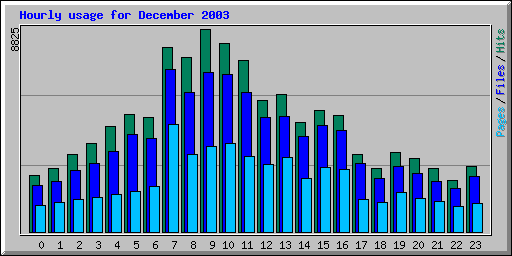 Hourly usage for December 2003
8825
Pages / Files / Hits
0 1 2 3 4 5 6 7 8 9 10 11 12 13 14 15 16 17 18 19 20 21 22 23